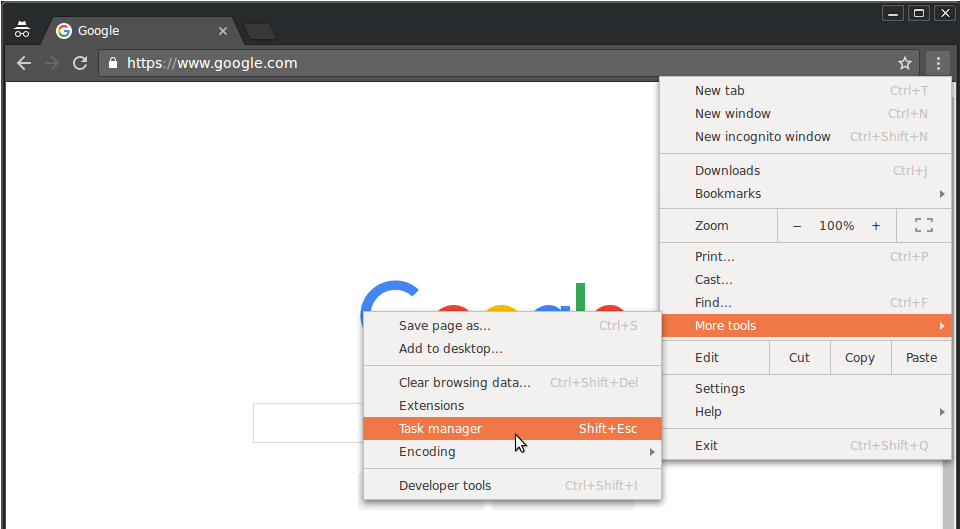 Google
https://www.google.com
New tab Ctrl+T
New window Ctrl+N
New incognito window Ctrl+Shift+N
Downloads Ctrl+J
Bookmarks
Zoom − 100% +
Print... Ctrl+P
Cast...
Find... Ctrl+F
More tools
Edit Cut Copy Paste
Settings
Help
Exit Ctrl+Shift+Q
Save page as... Ctrl+S
Add to desktop...
Clear browsing data... Ctrl+Shift+Del
Extensions
Task manager Shift+Esc
Encoding
Developer tools Ctrl+Shift+I